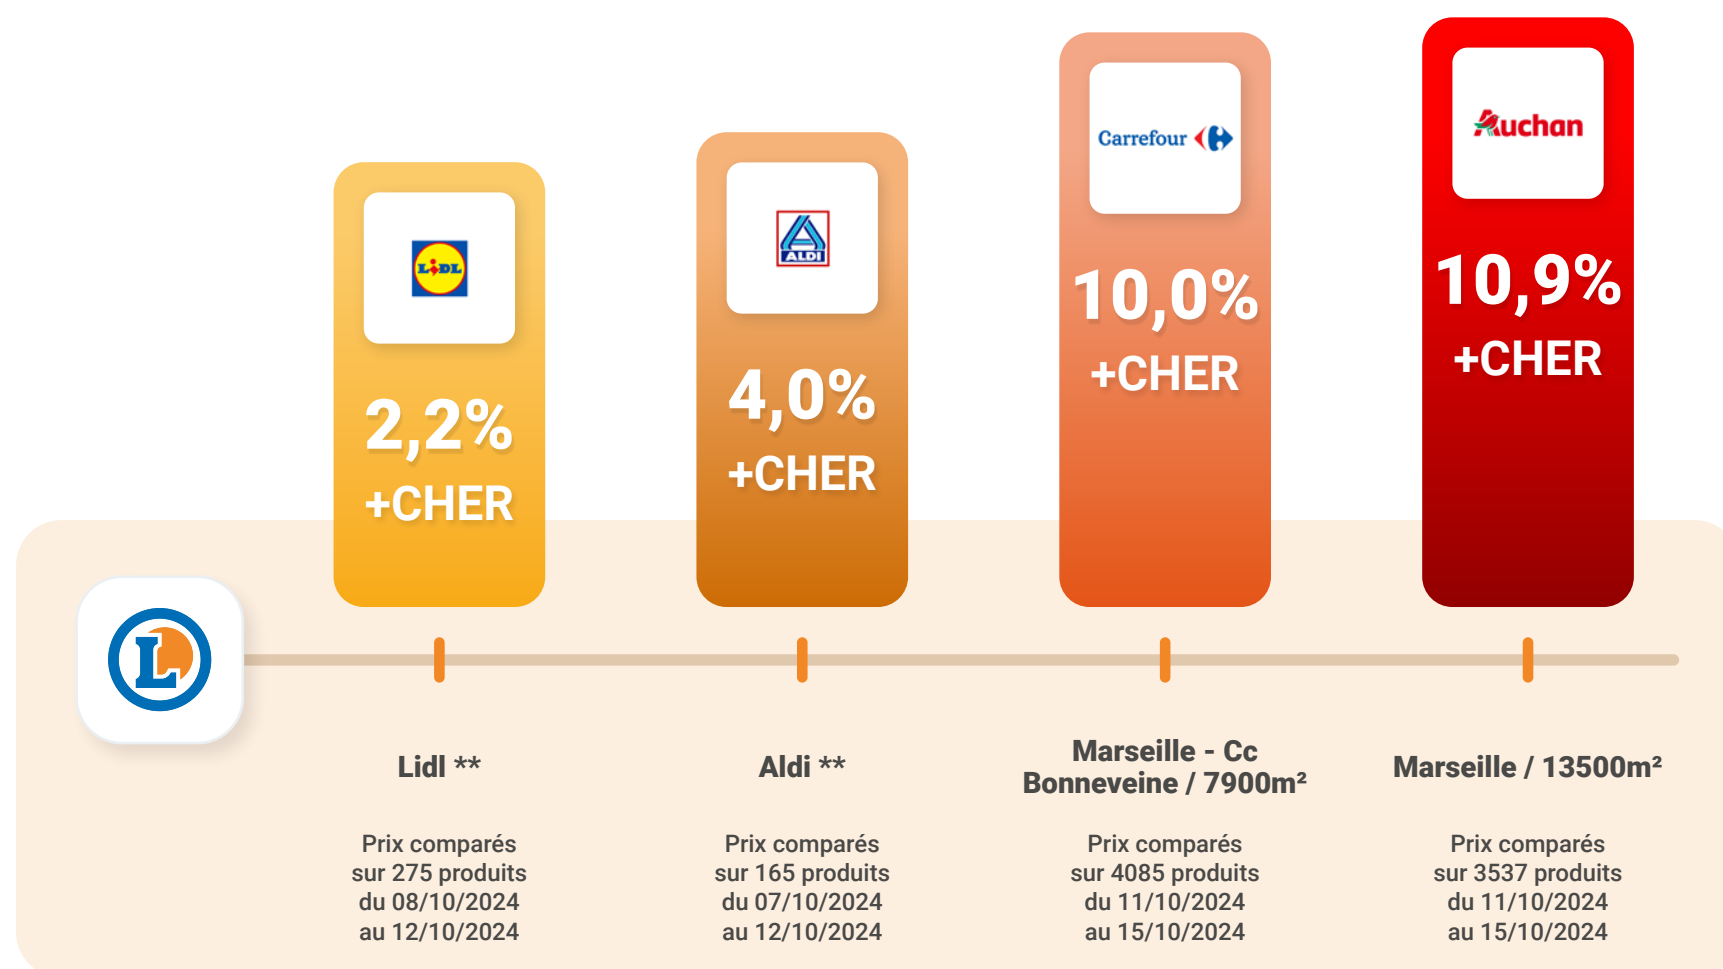 LIDL
2,2%
+CHER
ALDI
4,0%
+CHER
Carrefour
10,0%
+CHER
Auchan
10,9%
+CHER
L
Lidl **
Prix comparés
sur 275 produits
du 08/10/2024
au 12/10/2024
Aldi **
Prix comparés
sur 165 produits
du 07/10/2024
au 12/10/2024
Marseille - Cc
Bonneveine / 7900m²
Prix comparés
sur 4085 produits
du 11/10/2024
au 15/10/2024
Marseille / 13500m²
Prix comparés
sur 3537 produits
du 11/10/2024
au 15/10/2024